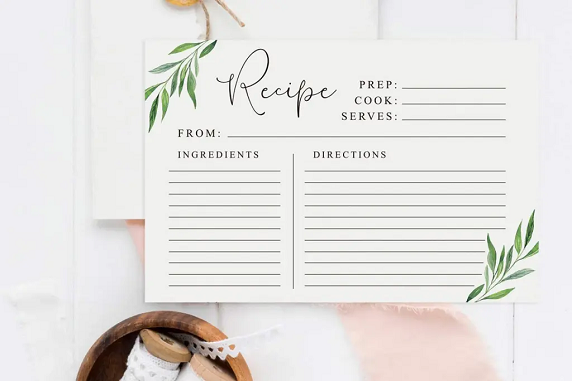 Recipe
PREP:
COOK:
SERVES:
FROM:
INGREDIENTS DIRECTIONS